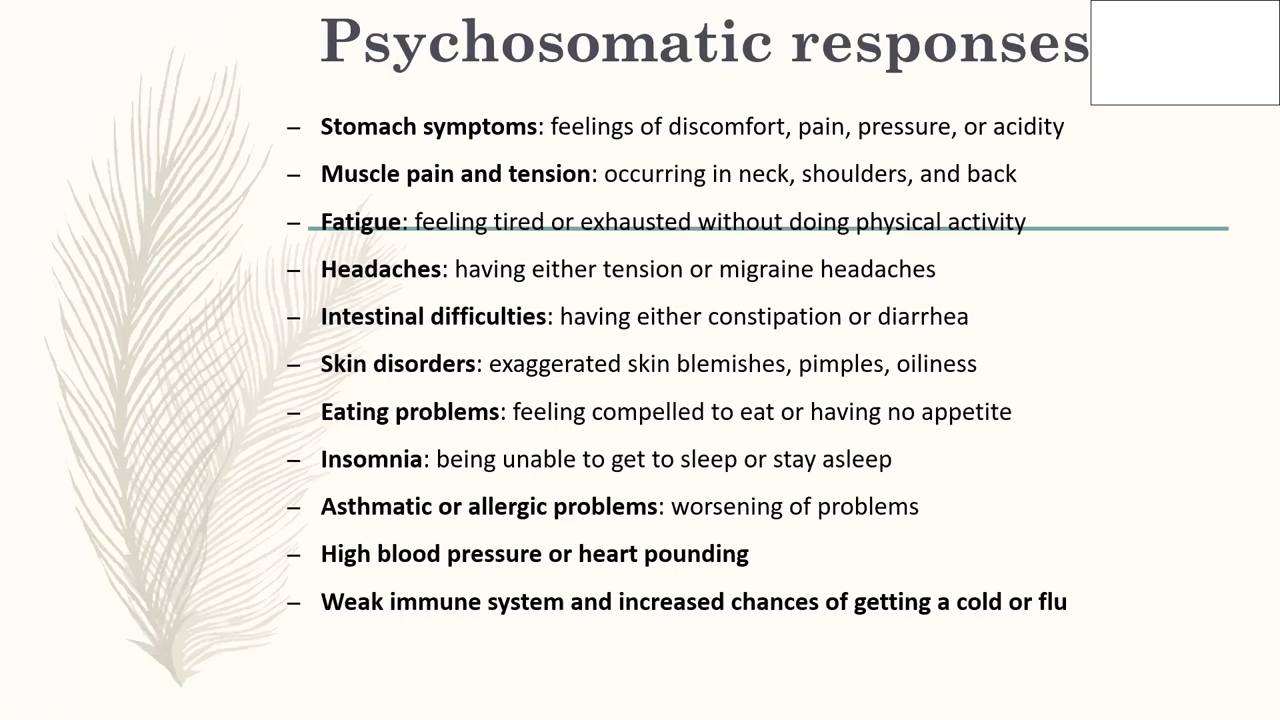 Psychosomatic responses
– Stomach symptoms: feelings of discomfort, pain, pressure, or acidity
– Muscle pain and tension: occurring in neck, shoulders, and back
– Fatigue: feeling tired or exhausted without doing physical activity
– Headaches: having either tension or migraine headaches
– Intestinal difficulties: having either constipation or diarrhea
– Skin disorders: exaggerated skin blemishes, pimples, oiliness
– Eating problems: feeling compelled to eat or having no appetite
– Insomnia: being unable to get to sleep or stay asleep
– Asthmatic or allergic problems: worsening of problems
– High blood pressure or heart pounding
– Weak immune system and increased chances of getting a cold or flu